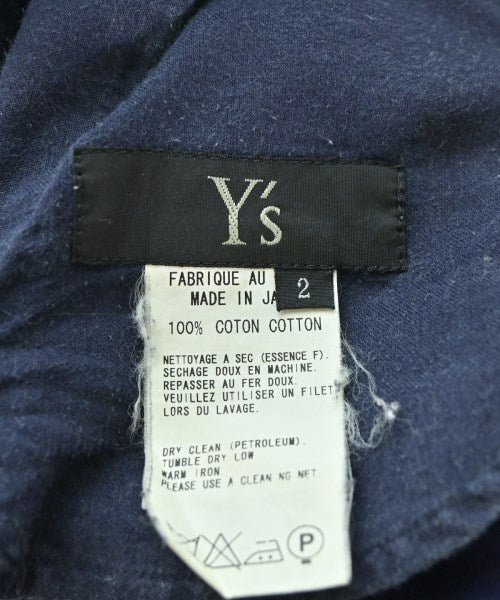 Y's
FABRIQUE AU
MADE IN JA
2
100% COTON COTTON
NETTOYAGE A SEC (ESSENCE F).
SECHAGE DOUX EN MACHINE.
REPASSER AU FER DOUX.
VEUILLEZ UTILISER UN FILET
LORS DU LAVAGE.
DRY CLEAN (PETROLEUM).
TUMBLE DRY LOW
WARM IRON.
PLEASE USE A CLEAN NG NET
P